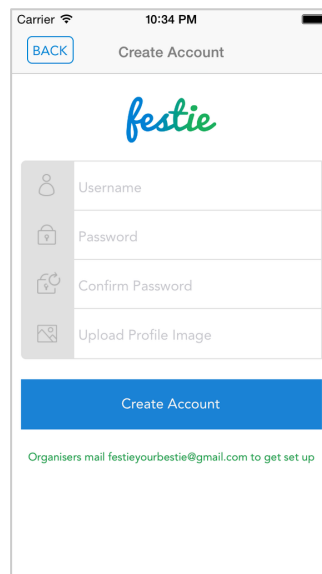 Carrier 10:34 PM
BACK Create Account
festie
Username
Password
Confirm Password
Upload Profile Image
Create Account
Organisers mail festieyourbestie@gmail.com to get set up